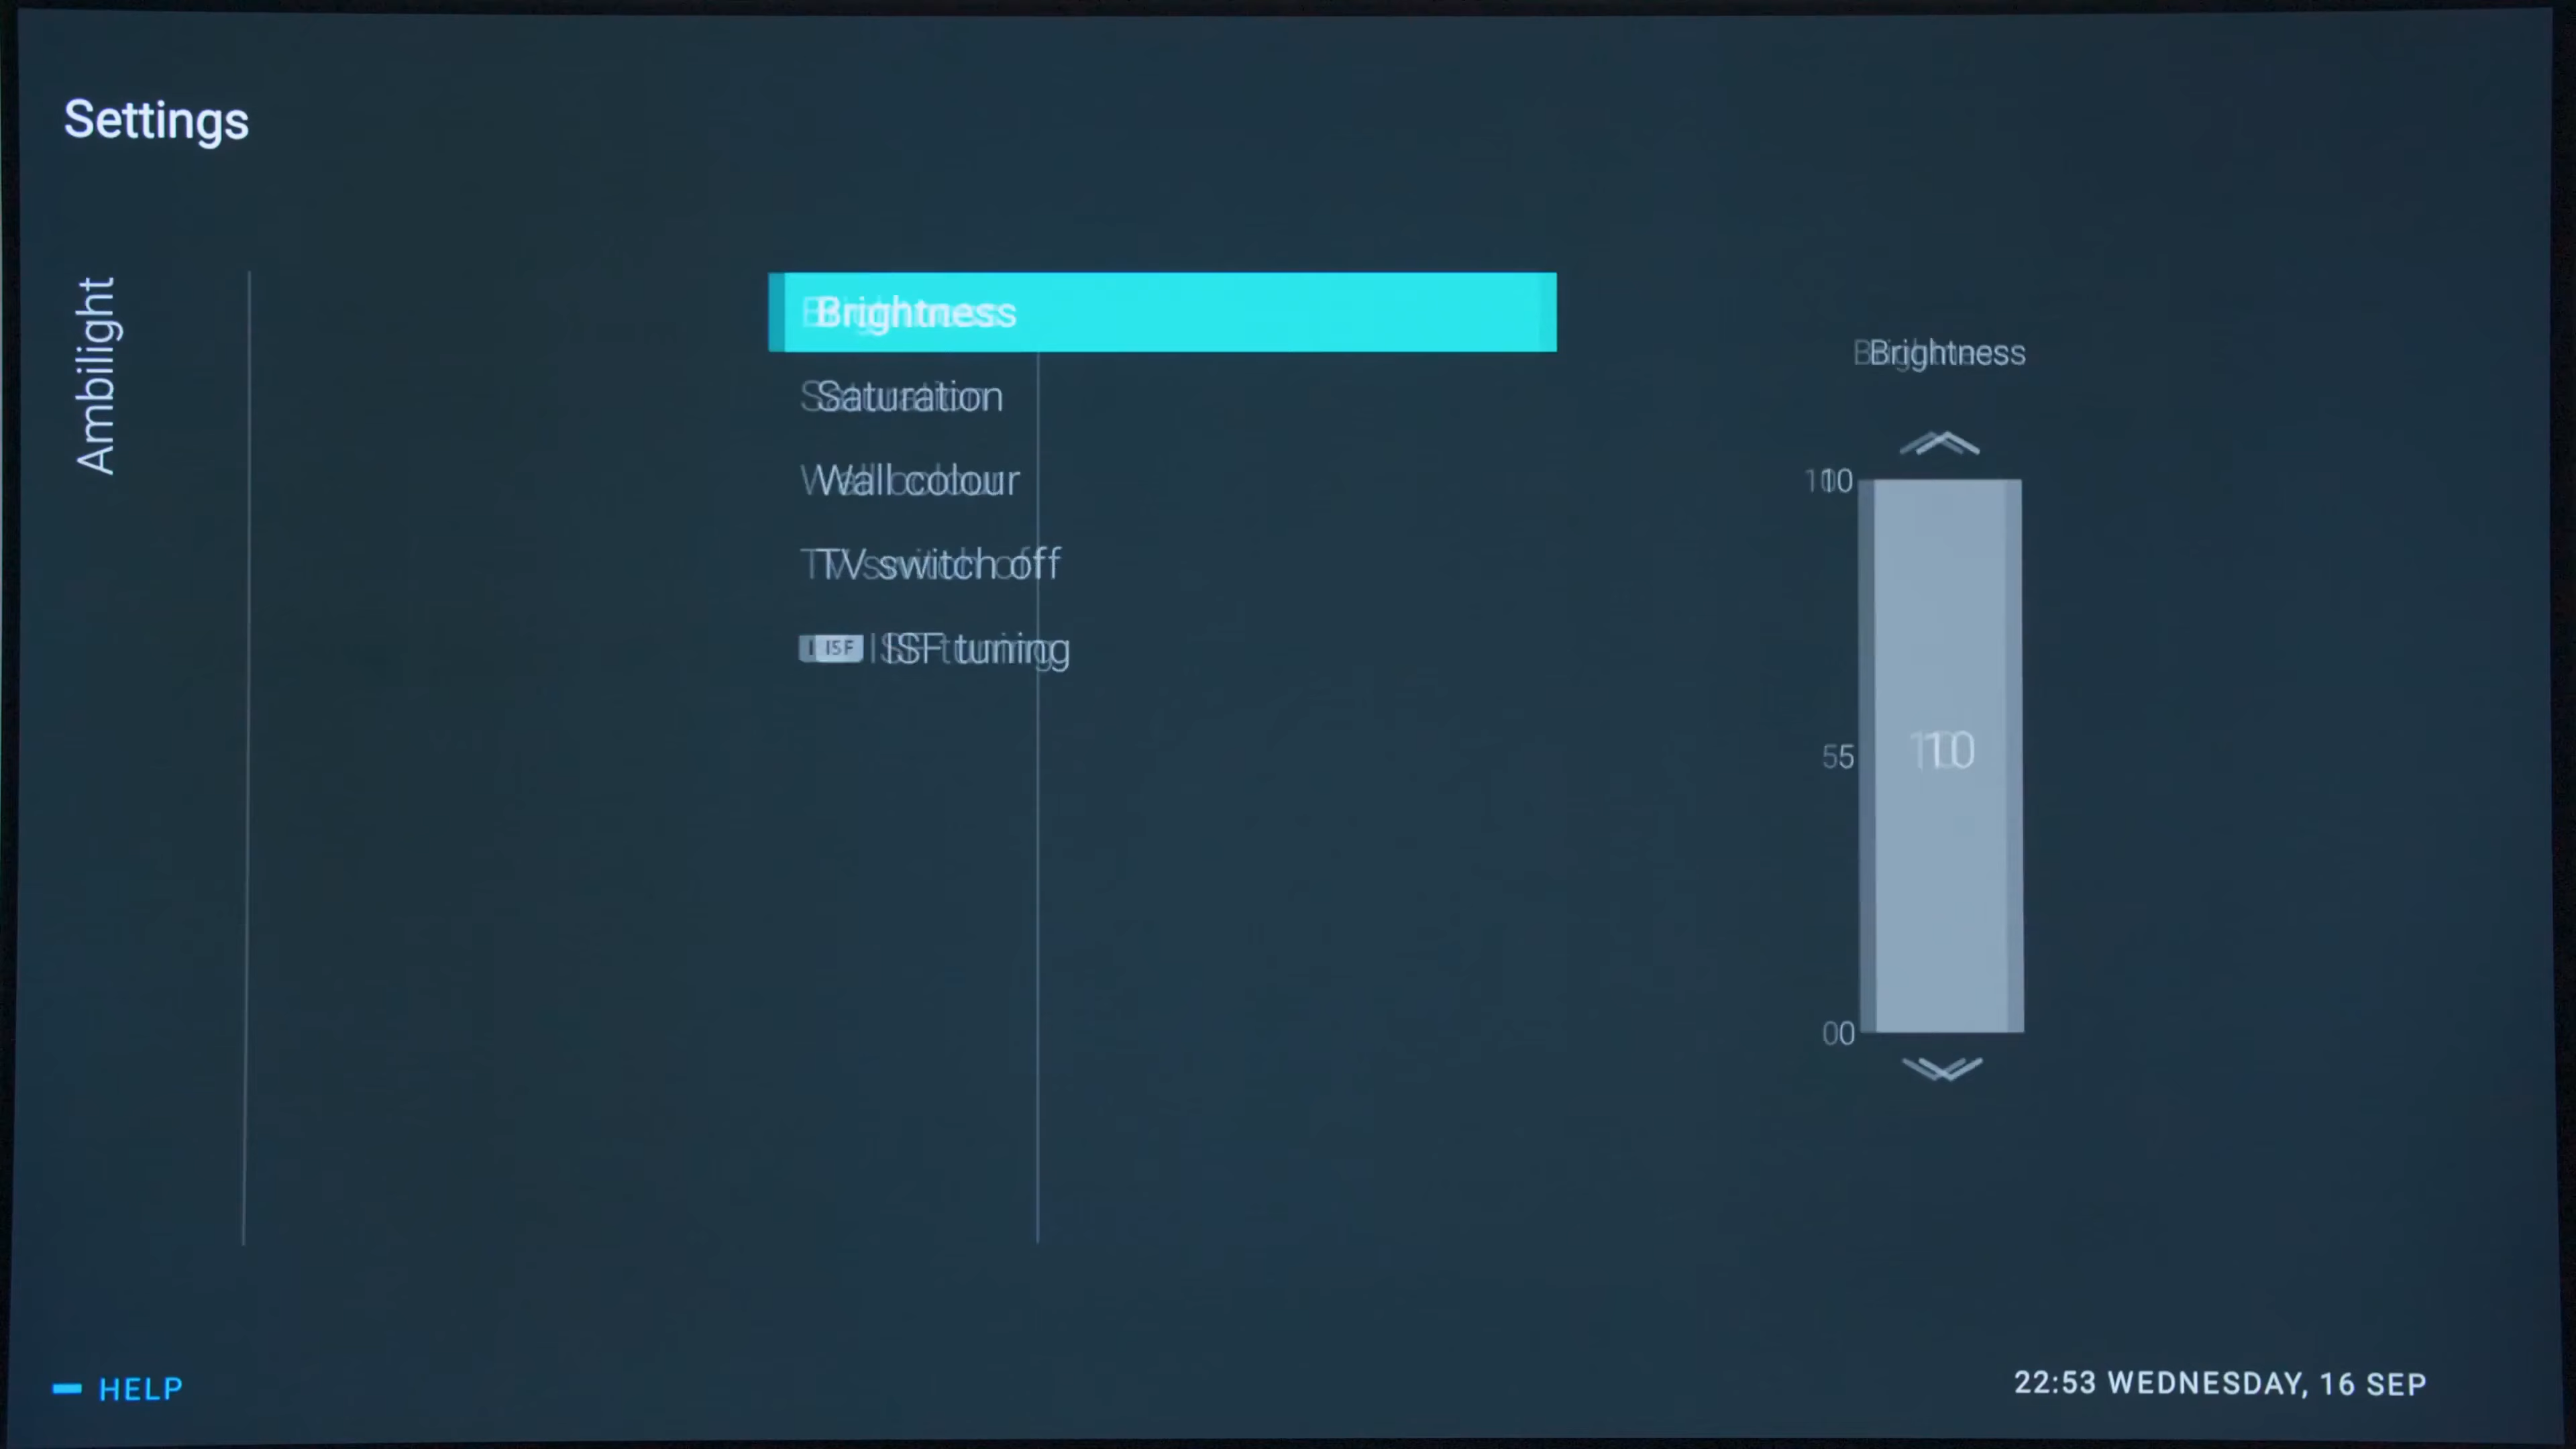 Settings
Ambilight
Brightness
Saturation
Wall colour
TV switch off
ISF ISF tuning
Brightness
10
5
10
0
HELP
22:53 WEDNESDAY, 16 SEP